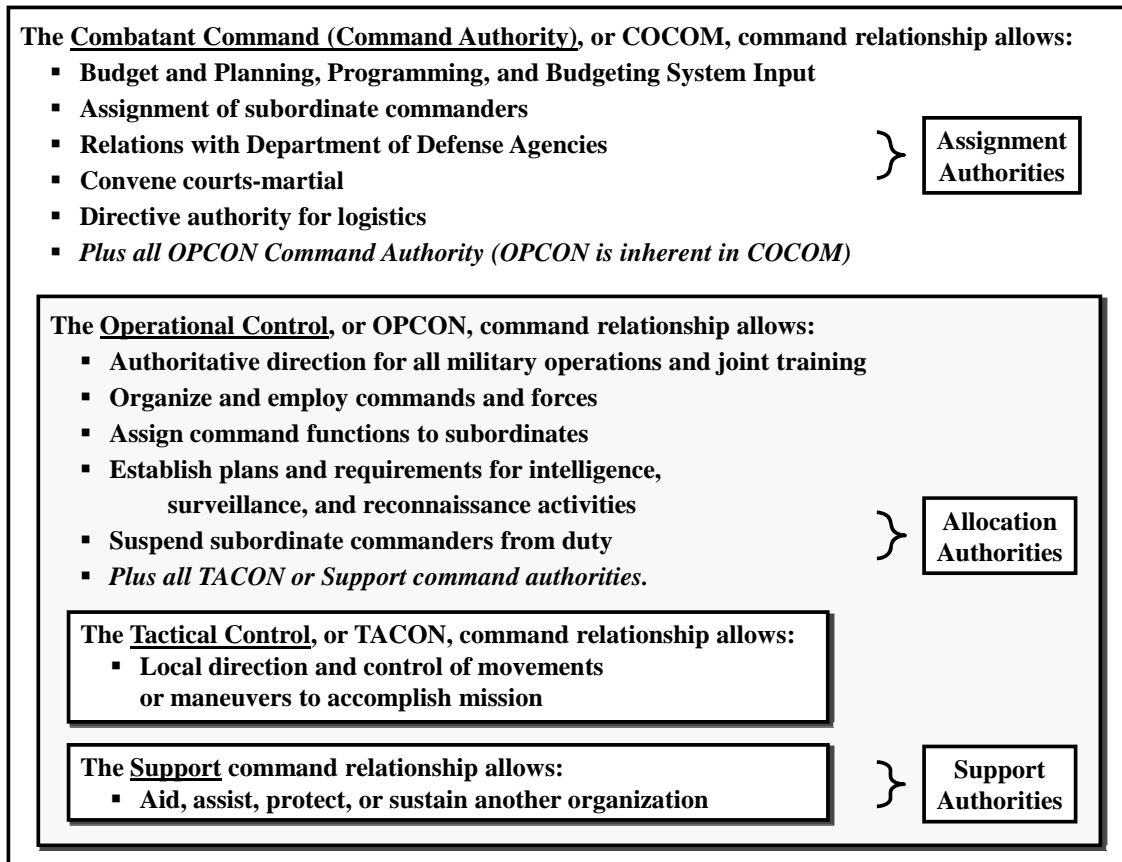 The Combatant Command (Command Authority), or COCOM, command relationship allows:
▪ Budget and Planning, Programming, and Budgeting System Input
▪ Assignment of subordinate commanders
▪ Relations with Department of Defense Agencies
▪ Convene courts-martial
▪ Directive authority for logistics
▪ Plus all OPCON Command Authority (OPCON is inherent in COCOM)
Assignment
Authorities
The Operational Control, or OPCON, command relationship allows:
▪ Authoritative direction for all military operations and joint training
▪ Organize and employ commands and forces
▪ Assign command functions to subordinates
▪ Establish plans and requirements for intelligence,
surveillance, and reconnaissance activities
▪ Suspend subordinate commanders from duty
▪ Plus all TACON or Support command authorities.
Allocation
Authorities
The Tactical Control, or TACON, command relationship allows:
▪ Local direction and control of movements
or maneuvers to accomplish mission
The Support command relationship allows:
▪ Aid, assist, protect, or sustain another organization
Support
Authorities